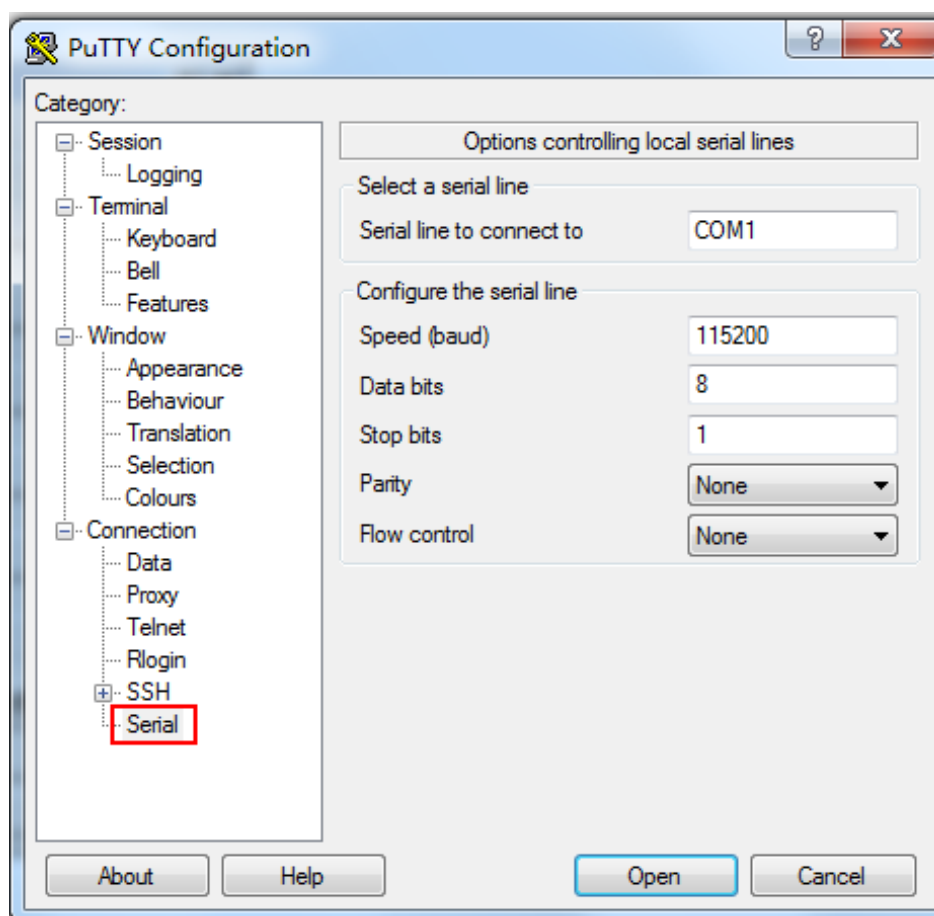 PuTTY Configuration
Category:
Session
Logging
Terminal
Keyboard
Bell
Features
Window
Appearance
Behaviour
Translation
Selection
Colours
Connection
Data
Proxy
Telnet
Rlogin
SSH
Serial
Options controlling local serial lines
Select a serial line
Serial line to connect to COM1
Configure the serial line
Speed (baud) 115200
Data bits 8
Stop bits 1
Parity None
Flow control None
About Help Open Cancel